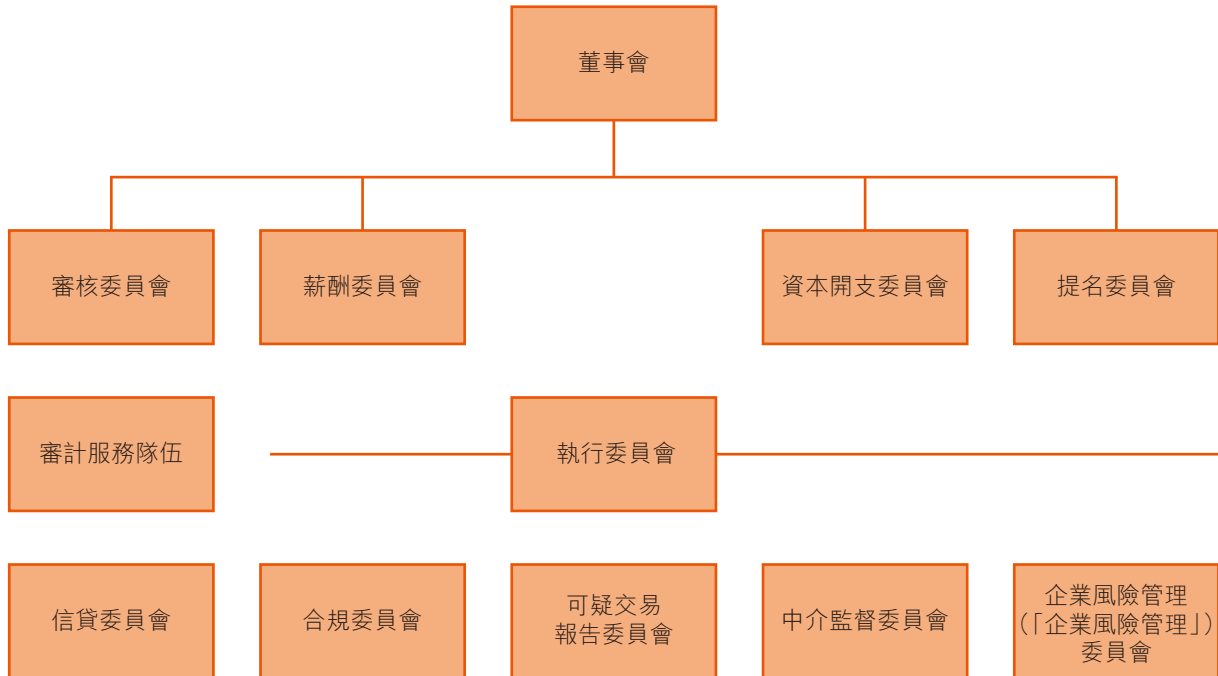 董事會
審核委員會
薪酬委員會
資本開支委員會
提名委員會
審計服務隊伍
執行委員會
信貸委員會
合規委員會
可疑交易
報告委員會
中介監督委員會
企業風險管理
(「企業風險管理」)
委員會